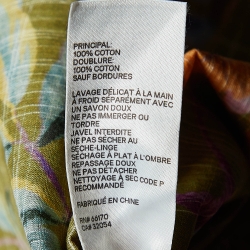 PRINCIPAL:
100% COTON
DOUBLURE:
100% COTON
SAUF BORDURES
LAVAGE DÉLICAT À LA MAIN
À FROID SÉPARÉMENT AVEC
UN SAVON DOUX
NE PAS IMMERGER OU
TORDRE
JAVEL INTERDITE
NE PAS SÉCHER AU
SÈCHE-LINGE
SÉCHAGE À PLAT À L'OMBRE
REPASSAGE DOUX
NE PAS DÉTACHER
NETTOYAGE À SEC CODE P
RECOMMANDÉ
FABRIQUÉ EN CHINE
RN# 66170
CA# 32054